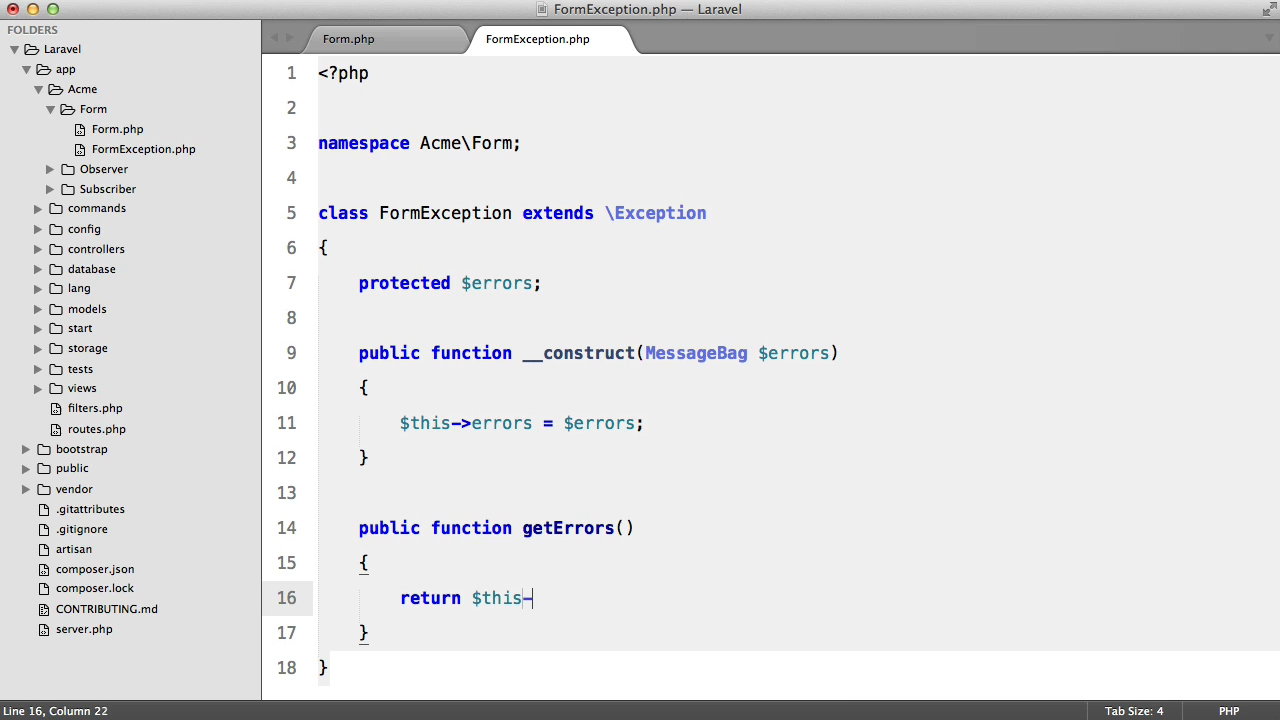 FormException.php — Laravel
FOLDERS
Laravel
app
Acme
Form
Form.php
FormException.php
Observer
Subscriber
commands
config
controllers
database
lang
models
start
storage
tests
views
filters.php
routes.php
bootstrap
public
vendor
.gitattributes
.gitignore
artisan
composer.json
composer.lock
CONTRIBUTING.md
server.php
Form.php
FormException.php
1 <?php
2
3 namespace Acme\Form;
4
5 class FormException extends \Exception
6 {
7 protected $errors;
8
9 public function __construct(MessageBag $errors)
10 {
11 $this->errors = $errors;
12 }
13
14 public function getErrors()
15 {
16 return $this-
17 }
18 }
Line 16, Column 22
Tab Size: 4
PHP